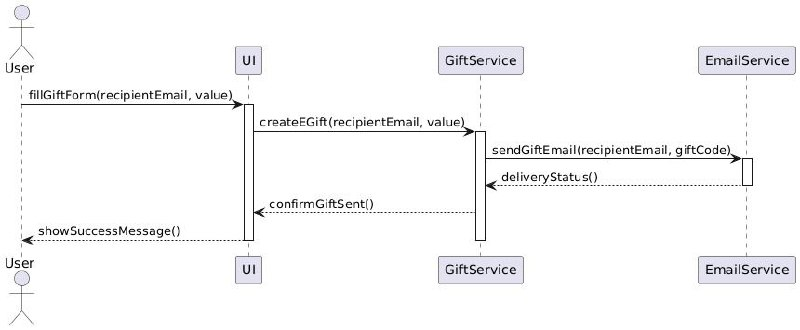 User
UI
GiftService
EmailService
fillGiftForm(recipientEmail, value)
createEGift(recipientEmail, value)
sendGiftEmail(recipientEmail, giftCode)
deliveryStatus()
confirmGiftSent()
showSuccessMessage()
User
UI
GiftService
EmailService